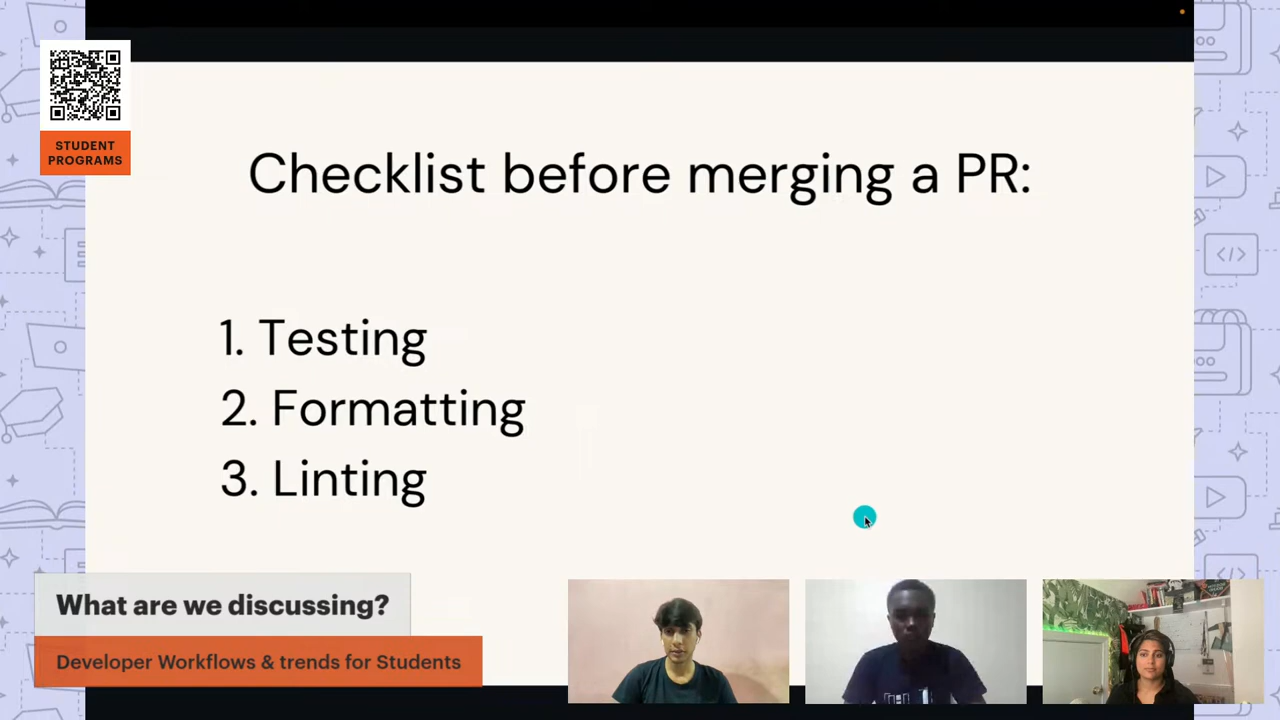 STUDENT
PROGRAMS
Checklist before merging a PR:
1. Testing
2. Formatting
3. Linting
What are we discussing?
Developer Workflows & trends for Students